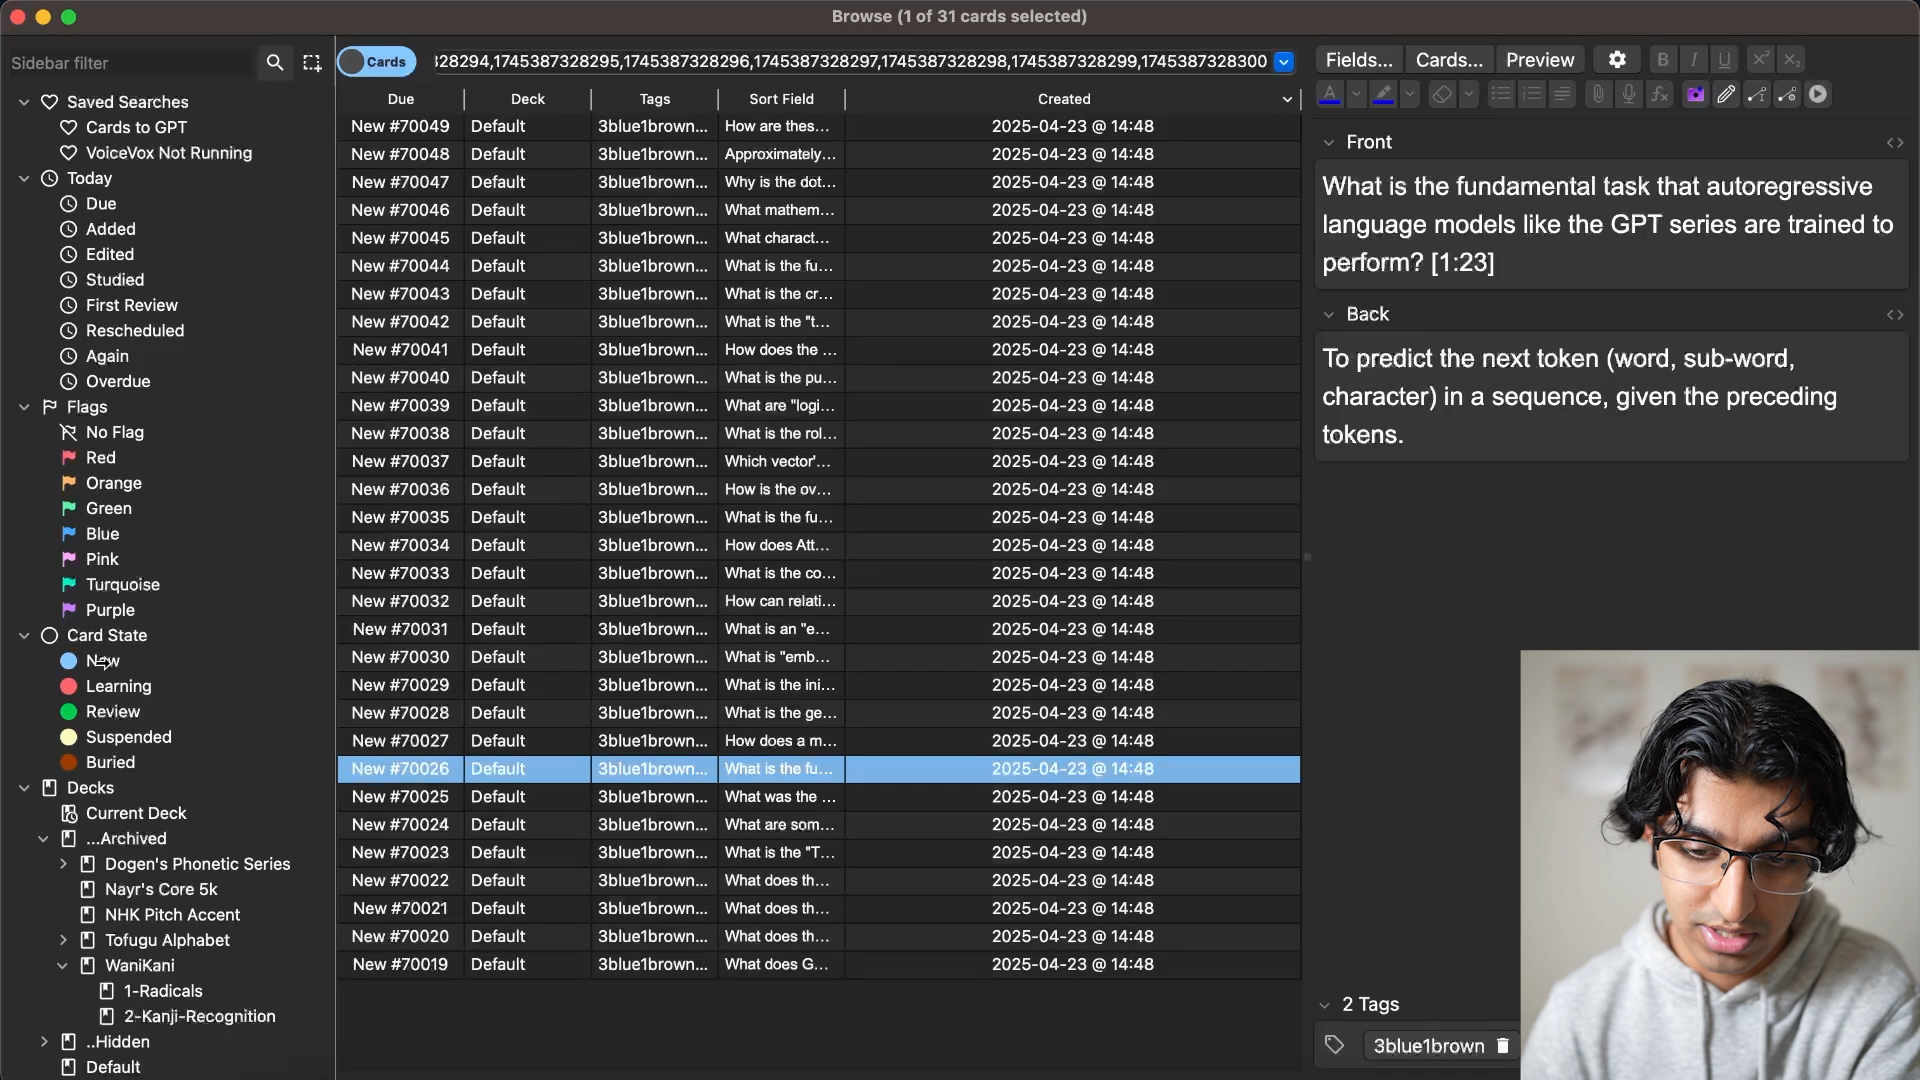 Browse (1 of 31 cards selected)
Sidebar filter
Cards
328294,1745387328295,1745387328296,1745387328297,1745387328298,1745387328299,1745387328300
Fields...
Cards...
Preview
Saved Searches
Cards to GPT
VoiceVox Not Running
Today
Due
Added
Edited
Studied
First Review
Rescheduled
Again
Overdue
Flags
No Flag
Red
Orange
Green
Blue
Pink
Turquoise
Purple
Card State
New
Learning
Review
Suspended
Buried
Decks
Current Deck
...Archived
Dogen's Phonetic Series
Nayr's Core 5k
NHK Pitch Accent
Tofugu Alphabet
WaniKani
1-Radicals
2-Kanji-Recognition
..Hidden
Default
Due Deck Tags Sort Field Created
New #70049 Default 3blue1brown... How are thes... 2025-04-23 @ 14:48
New #70048 Default 3blue1brown... Approximately... 2025-04-23 @ 14:48
New #70047 Default 3blue1brown... Why is the dot... 2025-04-23 @ 14:48
New #70046 Default 3blue1brown... What mathem... 2025-04-23 @ 14:48
New #70045 Default 3blue1brown... What charact... 2025-04-23 @ 14:48
New #70044 Default 3blue1brown... What is the fu... 2025-04-23 @ 14:48
New #70043 Default 3blue1brown... What is the cr... 2025-04-23 @ 14:48
New #70042 Default 3blue1brown... What is the "t... 2025-04-23 @ 14:48
New #70041 Default 3blue1brown... How does the ... 2025-04-23 @ 14:48
New #70040 Default 3blue1brown... What is the pu... 2025-04-23 @ 14:48
New #70039 Default 3blue1brown... What are "logi... 2025-04-23 @ 14:48
New #70038 Default 3blue1brown... What is the rol... 2025-04-23 @ 14:48
New #70037 Default 3blue1brown... Which vector'... 2025-04-23 @ 14:48
New #70036 Default 3blue1brown... How is the ov... 2025-04-23 @ 14:48
New #70035 Default 3blue1brown... What is the fu... 2025-04-23 @ 14:48
New #70034 Default 3blue1brown... How does Att... 2025-04-23 @ 14:48
New #70033 Default 3blue1brown... What is the co... 2025-04-23 @ 14:48
New #70032 Default 3blue1brown... How can relati... 2025-04-23 @ 14:48
New #70031 Default 3blue1brown... What is an "e... 2025-04-23 @ 14:48
New #70030 Default 3blue1brown... What is "emb... 2025-04-23 @ 14:48
New #70029 Default 3blue1brown... What is the ini... 2025-04-23 @ 14:48
New #70028 Default 3blue1brown... What is the ge... 2025-04-23 @ 14:48
New #70027 Default 3blue1brown... How does a m... 2025-04-23 @ 14:48
New #70026 Default 3blue1brown... What is the fu... 2025-04-23 @ 14:48
New #70025 Default 3blue1brown... What was the ... 2025-04-23 @ 14:48
New #70024 Default 3blue1brown... What are som... 2025-04-23 @ 14:48
New #70023 Default 3blue1brown... What is the "T... 2025-04-23 @ 14:48
New #70022 Default 3blue1brown... What does th... 2025-04-23 @ 14:48
New #70021 Default 3blue1brown... What does th... 2025-04-23 @ 14:48
New #70020 Default 3blue1brown... What does th... 2025-04-23 @ 14:48
New #70019 Default 3blue1brown... What does G... 2025-04-23 @ 14:48
Front
What is the fundamental task that autoregressive
language models like the GPT series are trained to
perform? [1:23]
Back
To predict the next token (word, sub-word,
character) in a sequence, given the preceding
tokens.
2 Tags
3blue1brown